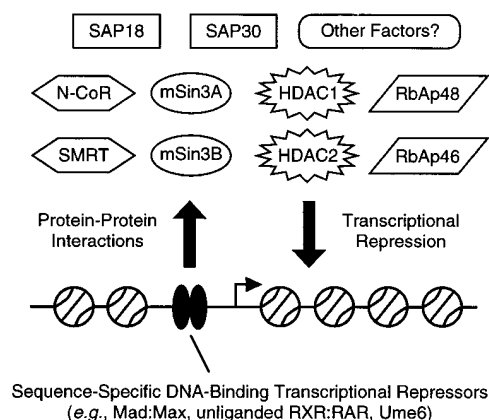 SAP18 SAP30 Other Factors?
N-CoR mSin3A HDAC1 RbAp48
SMRT mSin3B HDAC2 RbAp46
Protein-Protein
Interactions
Transcriptional
Repression
Sequence-Specific DNA-Binding Transcriptional Repressors
(e.g., Mad:Max, unliganded RXR:RAR, Ume6)